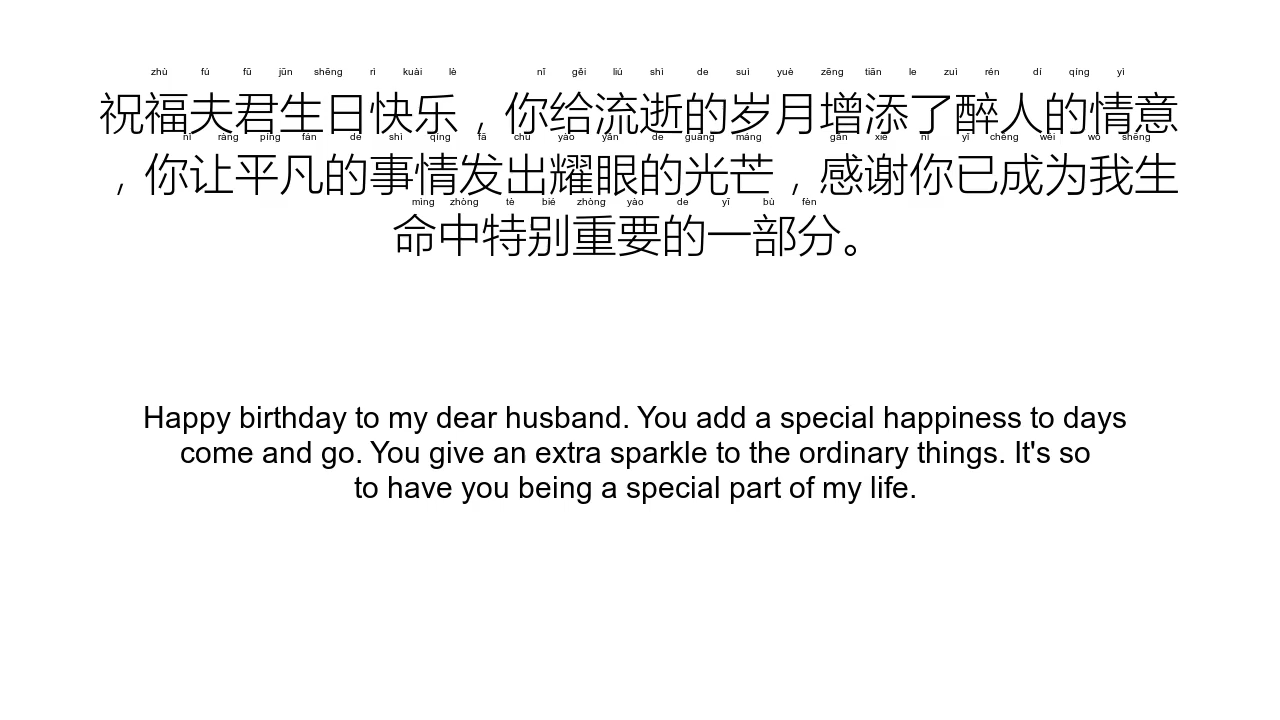 zhù fú fū jūn shēng rì kuài lè nǐ gěi liú shì de suì yuè zēng tiān le zuì rén dí qíng yì
祝福夫君生日快乐，你给流逝的岁月增添了醉人的情意
nǐ ràng píng fán de shì qíng fā chū yào yǎn de guāng máng gǎn xiè nǐ yǐ chéng wéi wǒ shēng
，你让平凡的事情发出耀眼的光芒，感谢你已成为我生
mìng zhòng tè bié zhòng yào de yī bù fèn
命中特别重要的一部分。
Happy birthday to my dear husband. You add a special happiness to days
come and go. You give an extra sparkle to the ordinary things. It's so
to have you being a special part of my life.